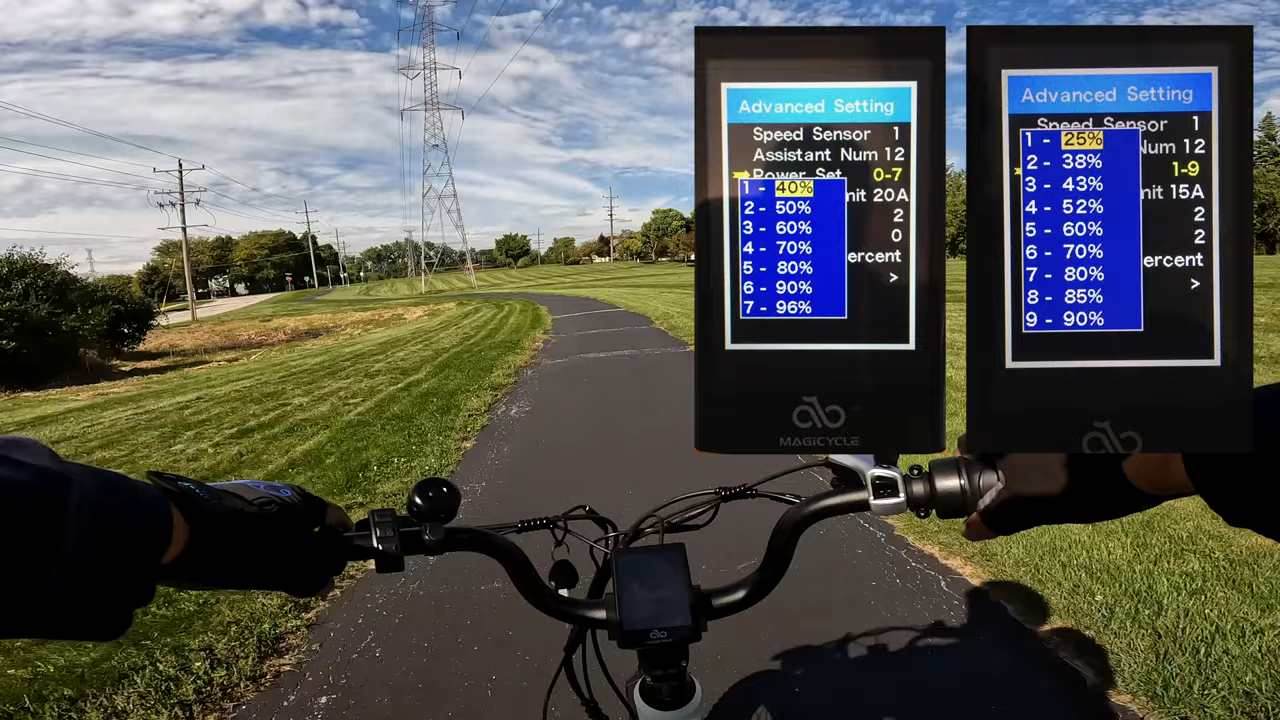 Advanced Setting
Speed Sensor 1
Assistant Num 12
Power Set 0-7
1 - 40%
2 - 50%
3 - 60%
4 - 70%
5 - 80%
6 - 90%
7 - 96%
mit 20A
2
0
ercent
>
MAGICYCLE
Advanced Setting
Speed Sensor 1
Num 12
1-9
1 - 25%
2 - 38%
3 - 43%
4 - 52%
5 - 60%
6 - 70%
7 - 80%
8 - 85%
9 - 90%
mit 15A
2
2
ercent
>